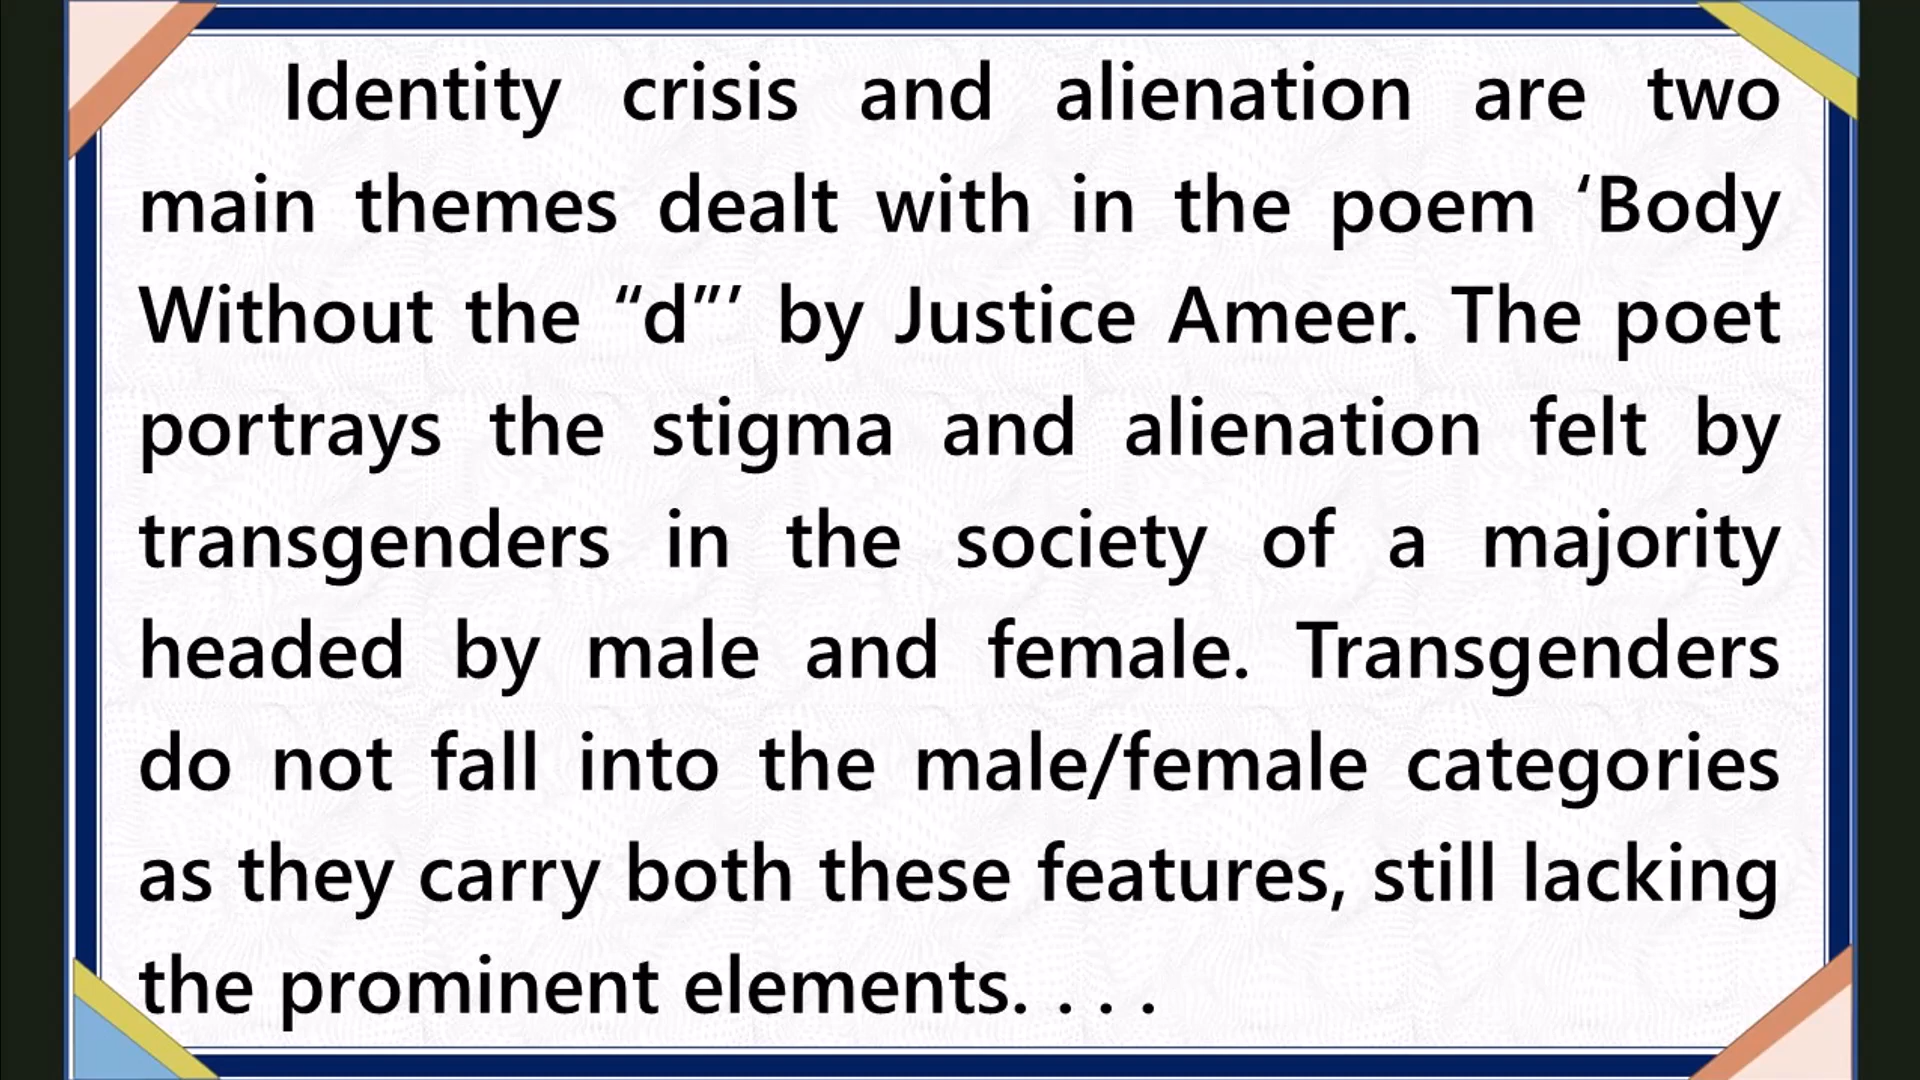 Identity crisis and alienation are two
main themes dealt with in the poem ‘Body
Without the “d”’ by Justice Ameer. The poet
portrays the stigma and alienation felt by
transgenders in the society of a majority
headed by male and female. Transgenders
do not fall into the male/female categories
as they carry both these features, still lacking
the prominent elements. . . .